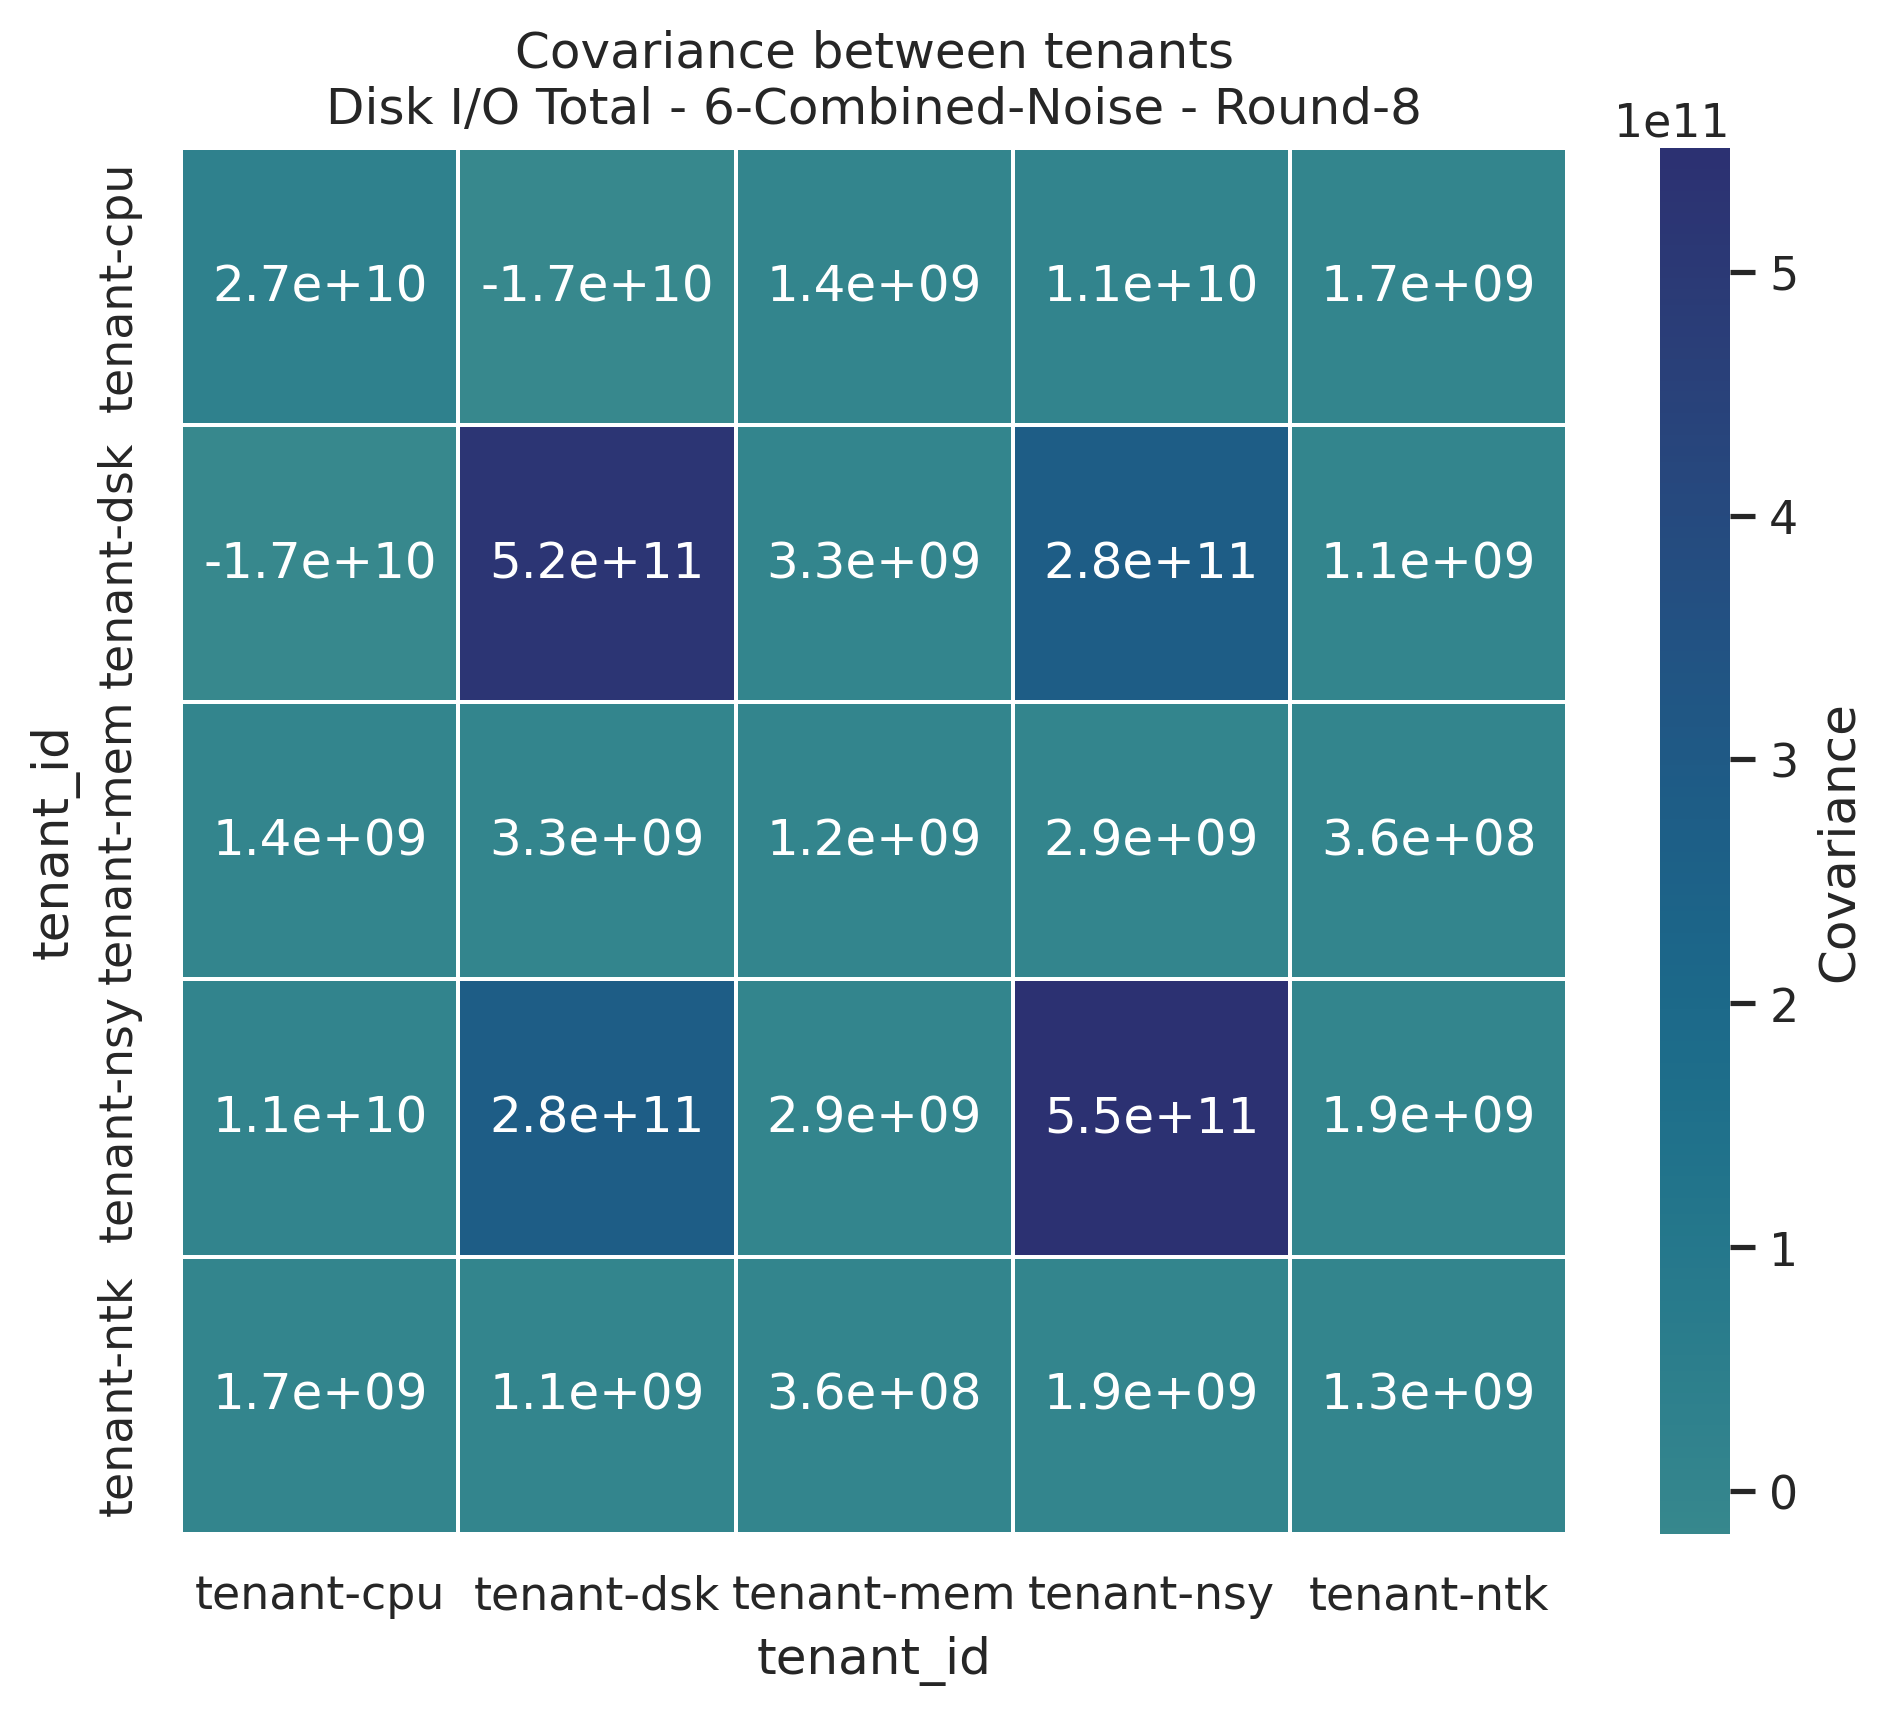 Covariance between tenants
Disk I/O Total - 6-Combined-Noise - Round-8
1e11
tenant-cpu
2.7e+10 -1.7e+10 1.4e+09 1.1e+10 1.7e+09
tenant-dsk
-1.7e+10 5.2e+11 3.3e+09 2.8e+11 1.1e+09
tenant-mem
1.4e+09 3.3e+09 1.2e+09 2.9e+09 3.6e+08
tenant-nsy
1.1e+10 2.8e+11 2.9e+09 5.5e+11 1.9e+09
tenant-ntk
1.7e+09 1.1e+09 3.6e+08 1.9e+09 1.3e+09
tenant_id
tenant-cpu tenant-dsk tenant-mem tenant-nsy tenant-ntk
tenant_id
5
4
3
2
1
0
Covariance